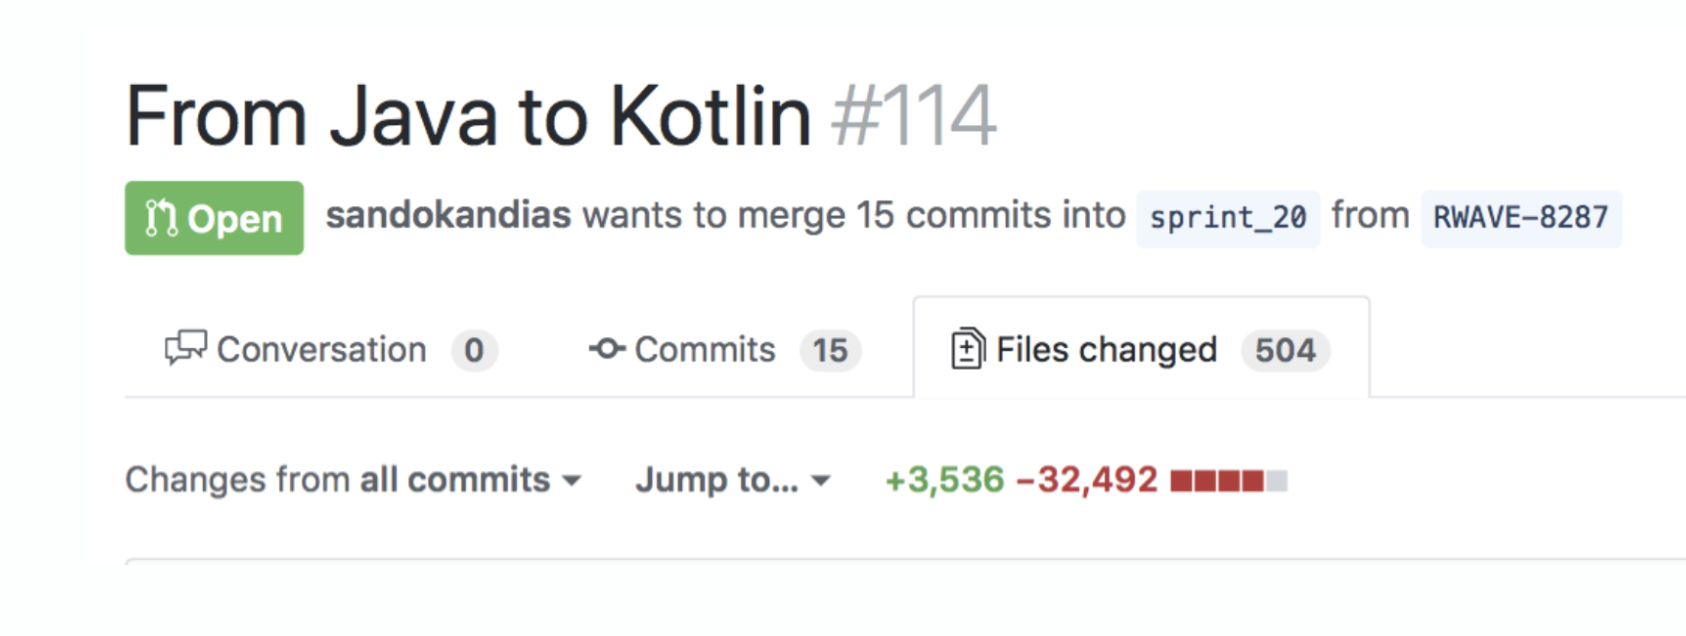 From Java to Kotlin #114
Open sandokandias wants to merge 15 commits into sprint_20 from RWAVE-8287
Conversation 0 Commits 15 Files changed 504
Changes from all commits Jump to... +3,536 −32,492